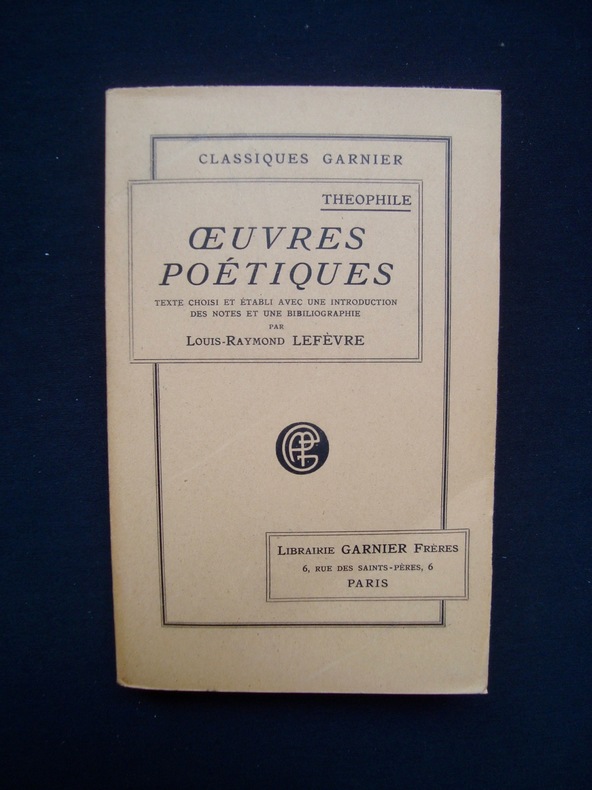 CLASSIQUES GARNIER
THEOPHILE
ŒUVRES
POÉTIQUES
TEXTE CHOISI ET ÉTABLI AVEC UNE INTRODUCTION
DES NOTES ET UNE BIBILIOGRAPHIE
PAR
LOUIS-RAYMOND LEFÈVRE
LIBRAIRIE GARNIER FRÈRES
6, RUE DES SAINTS-PÈRES, 6
PARIS